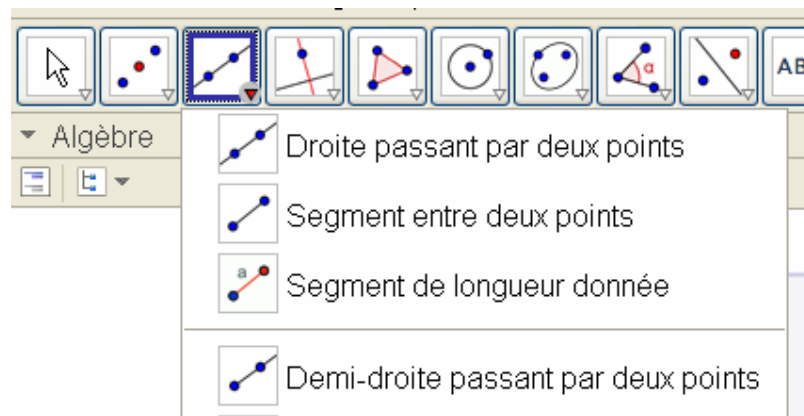 AB
Algèbre
Droite passant par deux points
Segment entre deux points
a
Segment de longueur donnée
Demi-droite passant par deux points